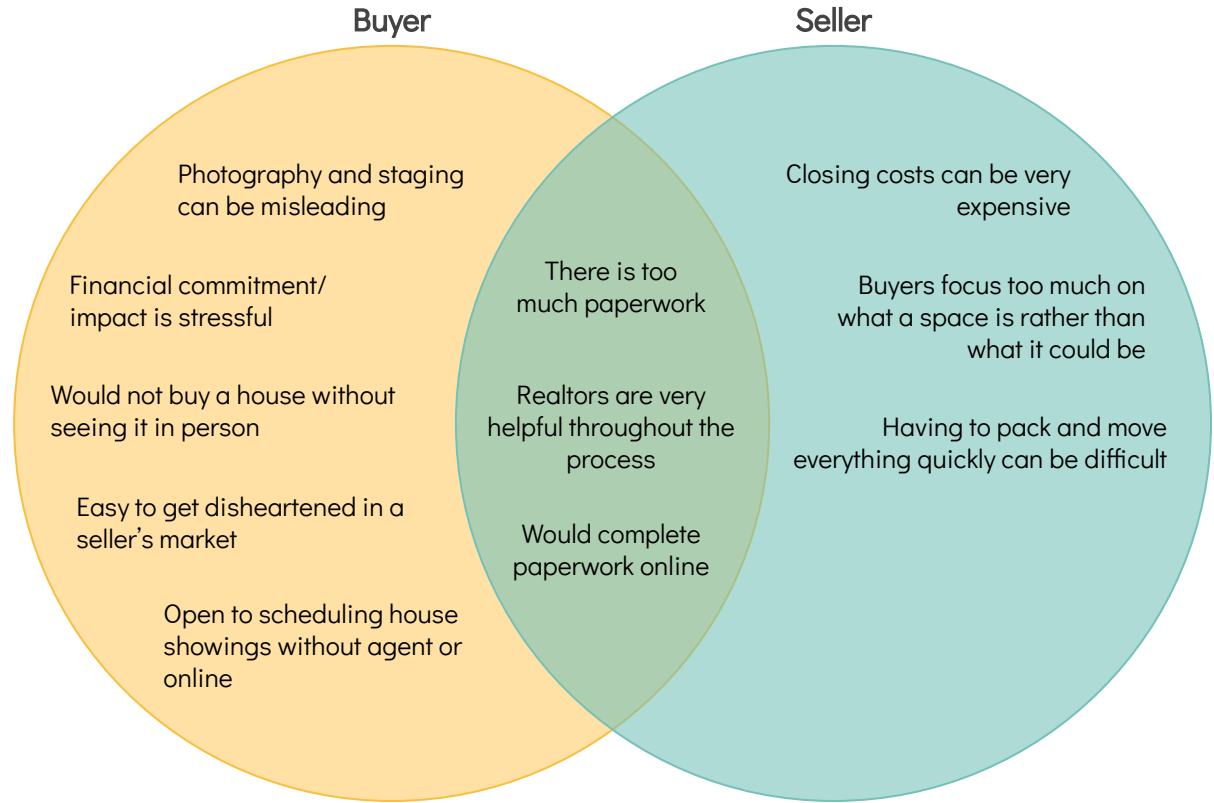 Buyer
Seller
Photography and staging
can be misleading
Financial commitment/
impact is stressful
Would not buy a house without
seeing it in person
Easy to get disheartened in a
seller’s market
Open to scheduling house
showings without agent or
online
There is too
much paperwork
Realtors are very
helpful throughout the
process
Would complete
paperwork online
Closing costs can be very
expensive
Buyers focus too much on
what a space is rather than
what it could be
Having to pack and move
everything quickly can be difficult